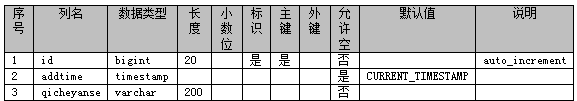 序号 列名 数据类型 长度 小数位 标识 主键 外键 允许空 默认值 说明
1 id bigint 20 是 是 否 auto_increment
2 addtime timestamp 是 CURRENT_TIMESTAMP
3 qicheyanse varchar 200 否